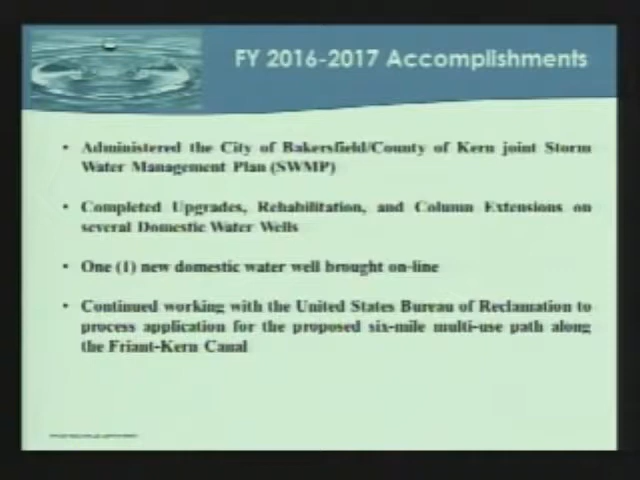 FY 2016-2017 Accomplishments
• Administered the City of Bakersfield/County of Kern joint Storm
Water Management Plan (SWMP)
• Completed Upgrades, Rehabilitation, and Column Extensions on
several Domestic Water Wells
• One (1) new domestic water well brought on-line
• Continued working with the United States Bureau of Reclamation to
process application for the proposed six-mile multi-use path along
the Friant-Kern Canal